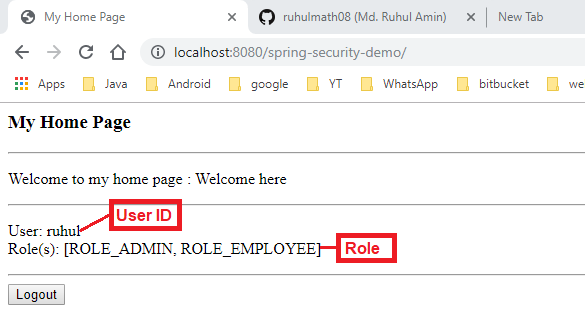 My Home Page
ruhulmath08 (Md. Ruhul Amin)
New Tab
localhost:8080/spring-security-demo/
Apps Java Android google YT WhatsApp bitbucket we
My Home Page
Welcome to my home page : Welcome here
User ID
User: ruhul
Role(s): [ROLE_ADMIN, ROLE_EMPLOYEE] Role
Logout